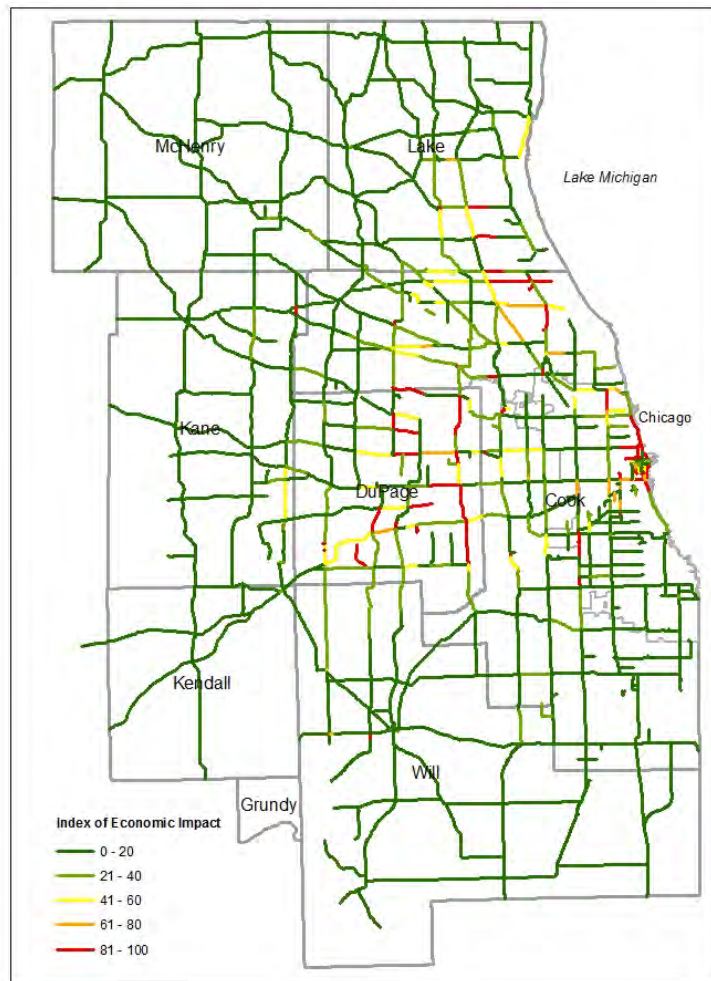 McHenry
Lake
Lake Michigan
Chicago
Kane
DuPage
Cook
Kendall
Will
Grundy
Index of Economic Impact
0 - 20
21 - 40
41 - 60
61 - 80
81 - 100